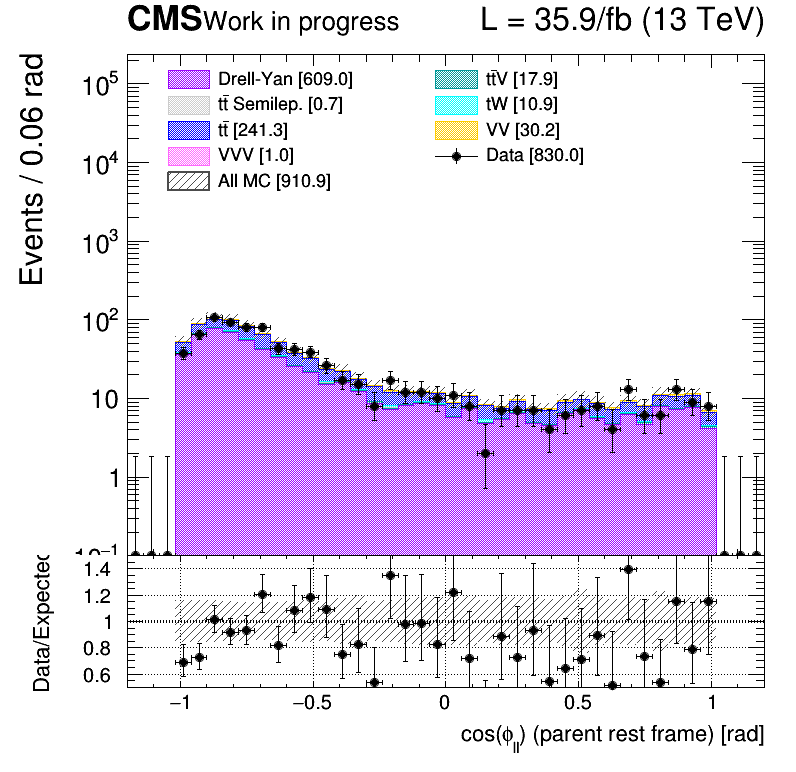 CMS Work in progress L = 35.9/fb (13 TeV)
Events / 0.06 rad
Drell-Yan [609.0]
tt̄ Semilep. [0.7]
tt̄ [241.3]
VVV [1.0]
All MC [910.9]
tt̄V [17.9]
tW [10.9]
VV [30.2]
Data [830.0]
10⁵
10⁴
10³
10²
10
1
10⁻¹
Data/Expected
1.4
1.2
1
0.8
0.6
−1 −0.5 0 0.5 1
cos(ϕ_ll) (parent rest frame) [rad]